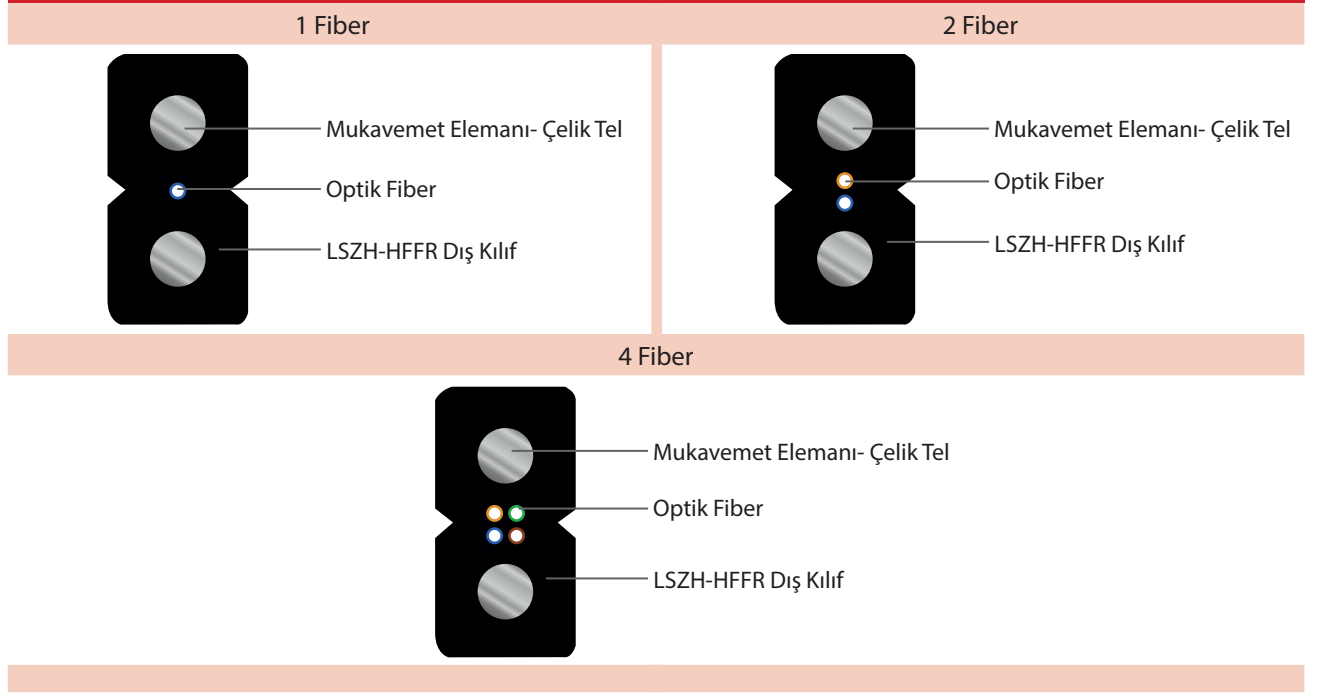 1 Fiber
2 Fiber
Mukavemet Elemanı- Çelik Tel
Optik Fiber
LSZH-HFFR Dış Kılıf
Mukavemet Elemanı- Çelik Tel
Optik Fiber
LSZH-HFFR Dış Kılıf
4 Fiber
Mukavemet Elemanı- Çelik Tel
Optik Fiber
LSZH-HFFR Dış Kılıf